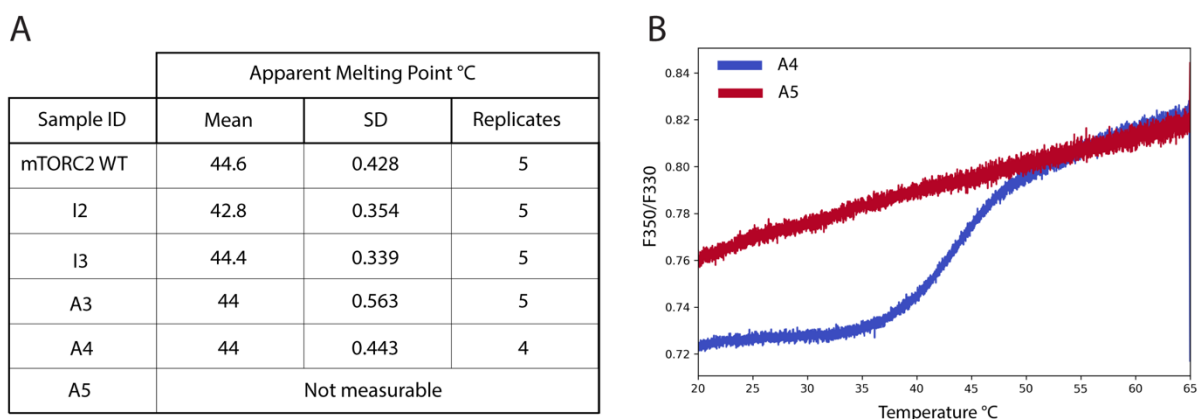 A
Apparent Melting Point °C
Sample ID Mean SD Replicates
mTORC2 WT 44.6 0.428 5
I2 42.8 0.354 5
I3 44.4 0.339 5
A3 44 0.563 5
A4 44 0.443 4
A5 Not measurable
B
A4
A5
0.84
0.82
0.80
0.78
0.76
0.74
0.72
F350/F330
20 25 30 35 40 45 50 55 60 65
Temperature °C